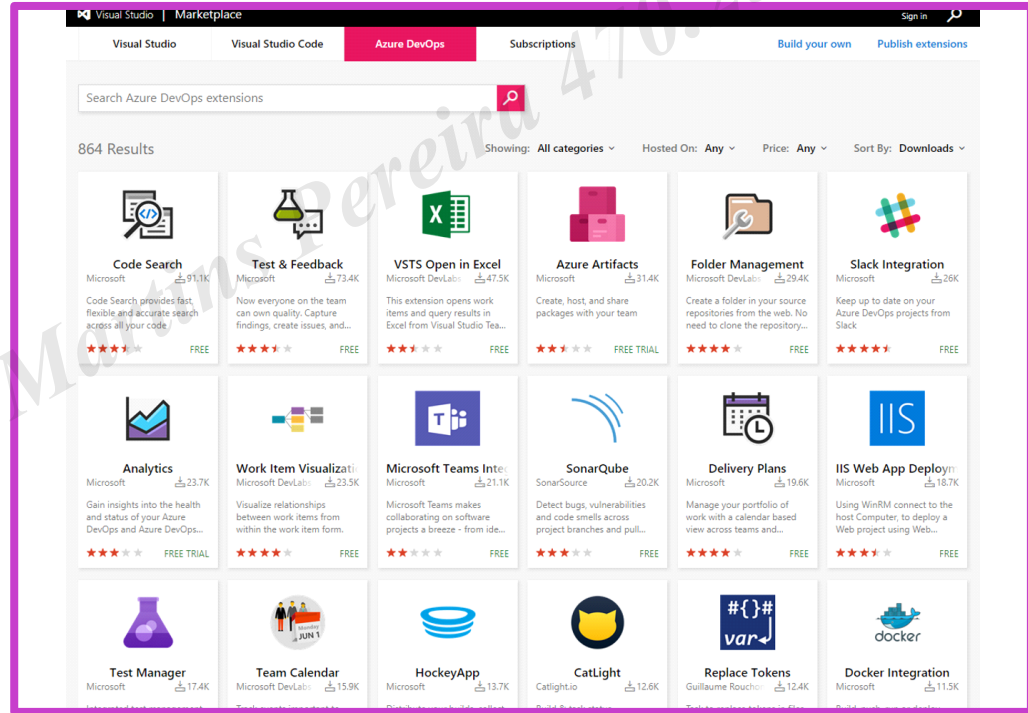 Visual Studio | Marketplace
Sign in
Visual Studio
Visual Studio Code
Azure DevOps
Subscriptions
Build your own
Publish extensions
Search Azure DevOps extensions
864 Results
Showing: All categories
Hosted On: Any
Price: Any
Sort By: Downloads
Code Search
Microsoft 91.1K
Code Search provides fast,
flexible and accurate search
across all your code
FREE
Test & Feedback
Microsoft 73.4K
Now everyone on the team
can own quality. Capture
findings, create issues, and...
FREE
VSTS Open in Excel
Microsoft DevLabs 47.5K
This extension opens work
items and query results in
Excel from Visual Studio Tea...
FREE
Azure Artifacts
Microsoft 31.4K
Create, host, and share
packages with your team
FREE TRIAL
Folder Management
Microsoft DevLabs 29.4K
Create a folder in your source
repositories from the web. No
need to clone the repository...
FREE
Slack Integration
Microsoft 26K
Keep up to date on your
Azure DevOps projects from
Slack
FREE
Analytics
Microsoft 23.7K
Gain insights into the health
and status of your Azure
DevOps and Azure DevOps...
FREE TRIAL
Work Item Visualizati
Microsoft DevLabs 23.5K
Visualize relationships
between work items from
within the work item form.
FREE
Microsoft Teams Inte
Microsoft 21.1K
Microsoft Teams makes
collaborating on software
projects a breeze - from ide...
FREE
SonarQube
SonarSource 20.2K
Detect bugs, vulnerabilities
and code smells across
project branches and pull...
FREE
Delivery Plans
Microsoft 19.6K
Manage your portfolio of
work with a calendar based
view across teams and...
FREE
IIS
IIS Web App Deploym
Microsoft 18.7K
Using WinRM connect to the
host Computer, to deploy a
Web project using Web...
FREE
Test Manager
Microsoft 17.4K
Monday
JUN 1
Team Calendar
Microsoft DevLabs 15.9K
HockeyApp
Microsoft 13.7K
CatLight
Catlight.io 12.6K
#{}#
var
Replace Tokens
Guillaume Rouchon 12.4K
docker
Docker Integration
Microsoft 11.5K
Martins Pereira 470.